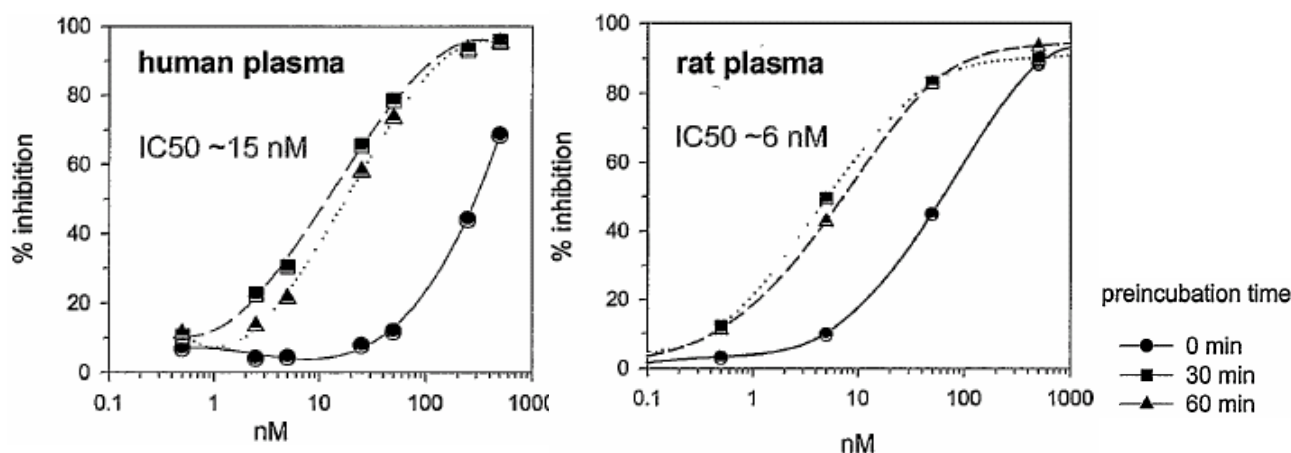 100
80
60
40
20
0
% inhibition
human plasma
IC50 ~15 nM
0.1 1 10 100 1000
nM
100
80
60
40
20
0
% inhibition
rat plasma
IC50 ~6 nM
0.1 1 10 100 1000
nM
preincubation time
0 min
30 min
60 min